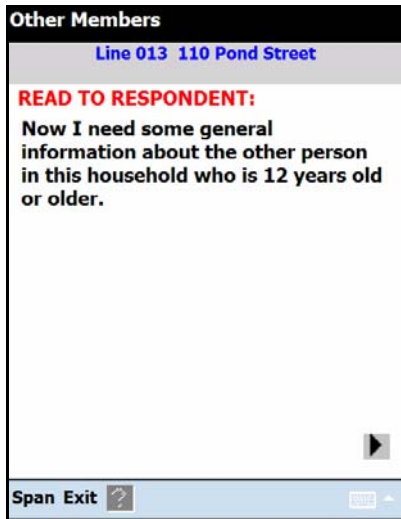 Other Members
Line 013 110 Pond Street
READ TO RESPONDENT:
Now I need some general
information about the other person
in this household who is 12 years old
or older.
Span Exit ?